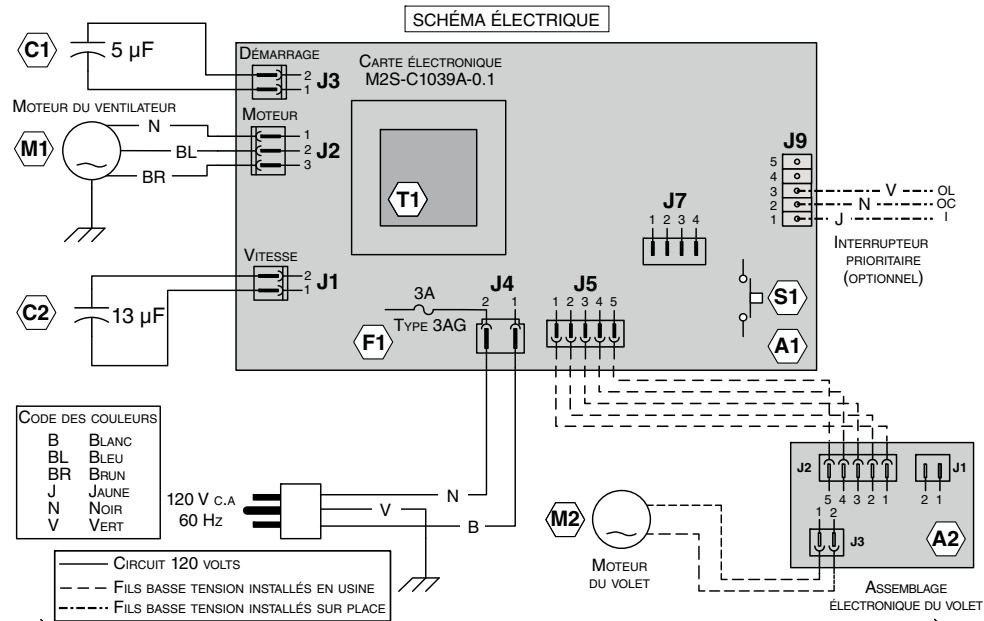 SCHÉMA ÉLECTRIQUE
C1
5 µF
DÉMARRAGE
2
1
J3
CARTE ÉLECTRONIQUE
M2S-C1039A-0.1
MOTEUR DU VENTILATEUR
M1
N
BL
BR
MOTEUR
1
2
3
J2
T1
J7
1 2 3 4
J9
5
4
3
2
1
V OL
N OC
J I
INTERRUPTEUR
PRIORITAIRE
(OPTIONNEL)
VITESSE
2
1
J1
C2
13 µF
3A
TYPE 3AG
F1
J4
2 1
J5
1 2 3 4 5
S1
A1
CODE DES COULEURS
B BLANC
BL BLEU
BR BRUN
J JAUNE
N NOIR
V VERT
120 V C.A
60 HZ
N
V
B
M2
MOTEUR
DU VOLET
J2
5 4 3 2 1
J1
2 1
1 2
J3
A2
ASSEMBLAGE
ÉLECTRONIQUE DU VOLET
CIRCUIT 120 VOLTS
FILS BASSE TENSION INSTALLÉS EN USINE
FILS BASSE TENSION INSTALLÉS SUR PLACE